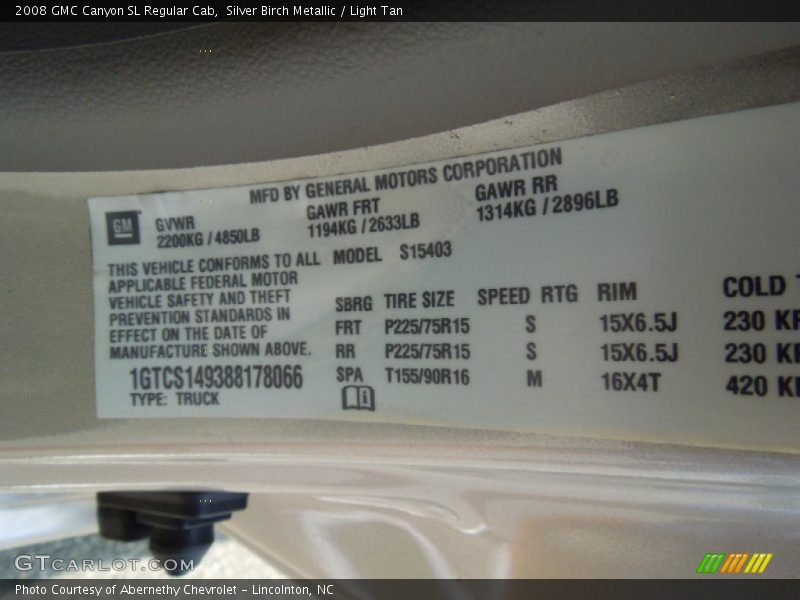 2008 GMC Canyon SL Regular Cab,  Silver Birch Metallic / Light Tan
MFD BY GENERAL MOTORS CORPORATION
GM
GVWR
2200KG / 4850LB
GAWR FRT
1194KG / 2633LB
GAWR RR
1314KG / 2896LB
THIS VEHICLE CONFORMS TO ALL
APPLICABLE FEDERAL MOTOR
VEHICLE SAFETY AND THEFT
PREVENTION STANDARDS IN
EFFECT ON THE DATE OF
MANUFACTURE SHOWN ABOVE.
1GTCS149388178066
TYPE: TRUCK
MODEL S15403
SBRG TIRE SIZE SPEED RTG RIM COLD
FRT P225/75R15 S 15X6.5J 230
RR P225/75R15 S 15X6.5J 230
SPA T155/90R16 M 16X4T 420
GTCARLOT.COM
Photo Courtesy of Abernethy Chevrolet – Lincolnton, NC